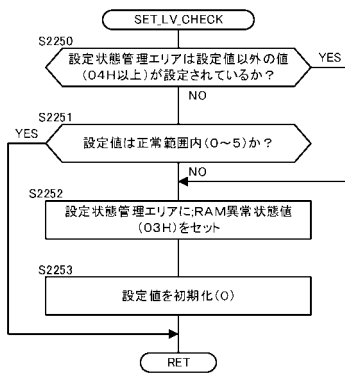 SET_LV_CHECK
S2250
設定状態管理エリアは設定値以外の値
(04H以上)が設定されているか？
YES
NO
S2251
YES
設定値は正常範囲内(0～5)か？
NO
S2252
設定状態管理エリアに;RAM異常状態値
(03H)をセット
S2253
設定値を初期化(0)
RET